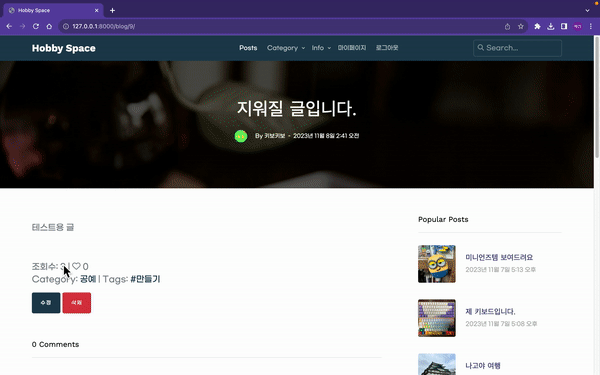 Hobby Space
127.0.0.1:8000/blog/9/
Hobby Space
Posts
Category
Info
마이페이지
로그아웃
Search...
지워질 글입니다.
By 키보키보 - 2023년 11월 8일 2:41 오전
테스트용 글
조회수: | 0
Category: 공예 | Tags: #만들기
수정
삭제
0 Comments
Popular Posts
미니언즈템 보여드려요
2023년 11월 7일 5:13 오후
제 키보드입니다.
2023년 11월 7일 5:08 오후
나고야 여행